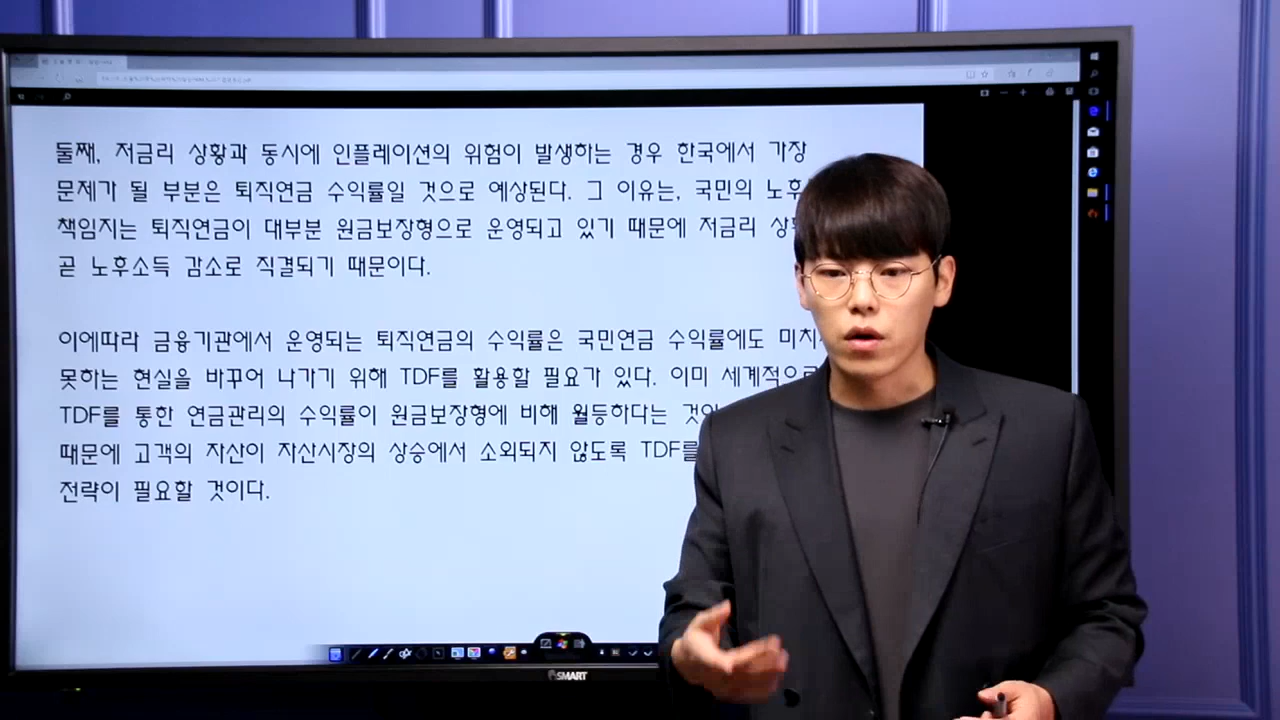 둘째, 저금리 상황과 동시에 인플레이션의 위험이 발생하는 경우 한국에서 가장
문제가 될 부분은 퇴직연금 수익률일 것으로 예상된다. 그 이유는, 국민의 노후
책임지는 퇴직연금이 대부분 원금보장형으로 운영되고 있기 때문에 저금리
곧 노후소득 감소로 직결되기 때문이다.
이에따라 금융기관에서 운영되는 퇴직연금의 수익률은 국민연금 수익률에도 미치
못하는 현실을 바꾸어 나가기 위해 TDF를 활용할 필요가 있다. 이미 세계적으로
TDF를 통한 연금관리의 수익률이 원금보장형에 비해 월등하다는
때문에 고객의 자산이 자산시장의 상승에서 소외되지 않도록 TDF를
전략이 필요할 것이다.
SMART